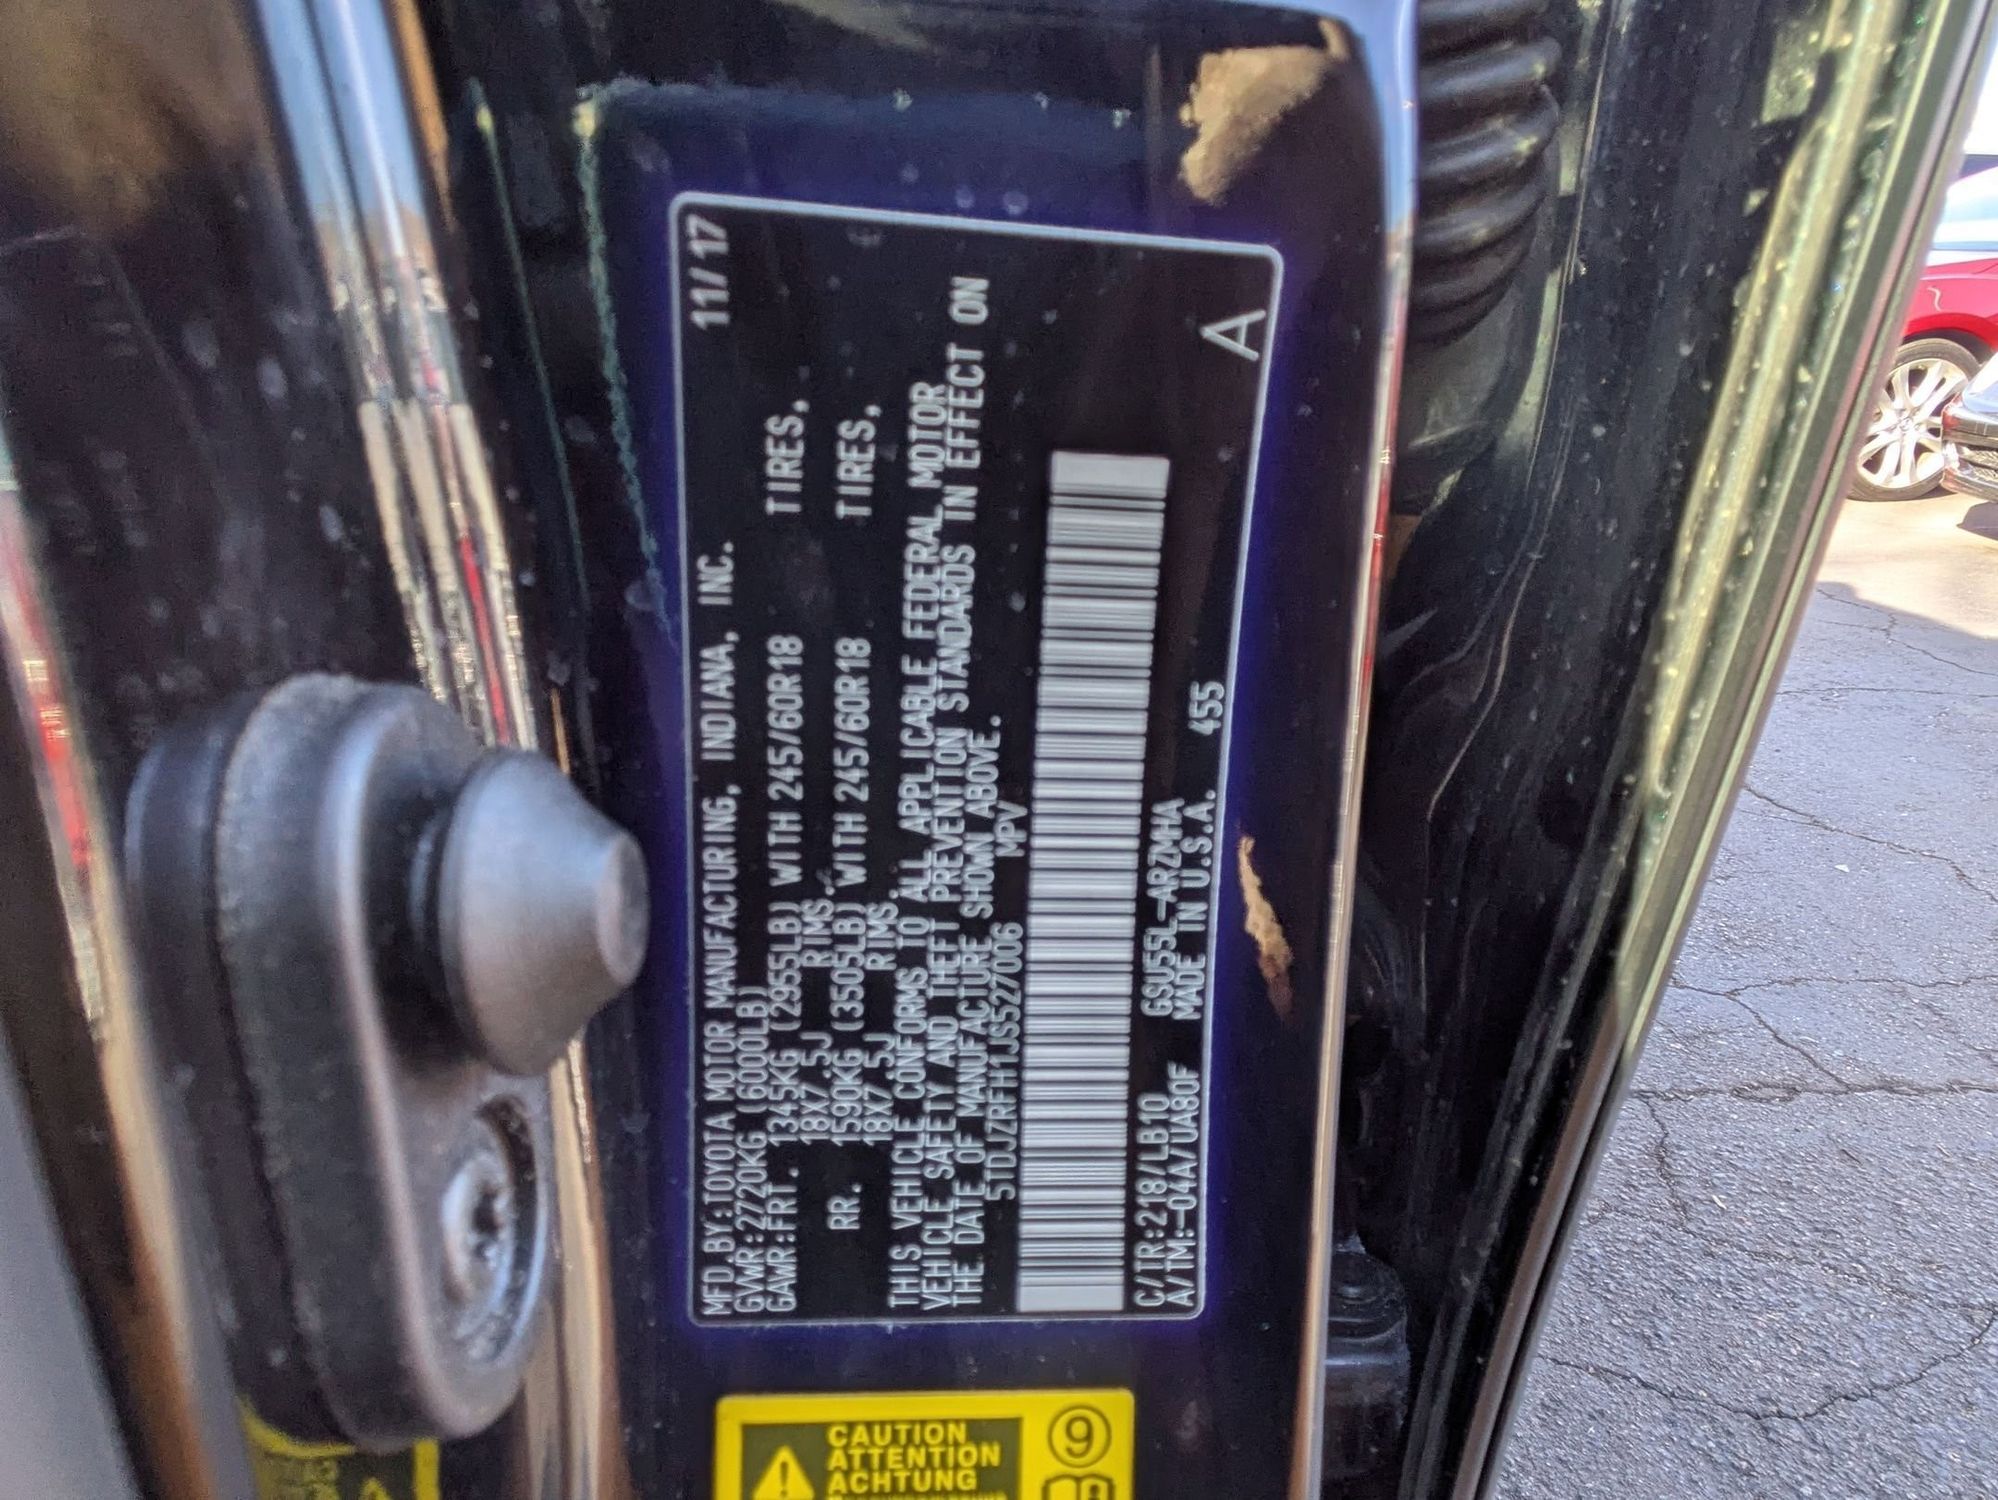 11/17
MFD.BY:TOYOTA MOTOR MANUFACTURING, INDIANA, INC.
GVWR:2720KG (6000LB)
GAWR:FRT. 1345KG (2955LB) WITH 245/60R18 TIRES,
18X7.5J RIMS.
RR. 1590KG (3505LB) WITH 245/60R18 TIRES,
18X7.5J RIMS.
THIS VEHICLE CONFORMS TO ALL APPLICABLE FEDERAL MOTOR
VEHICLE SAFETY AND THEFT PREVENTION STANDARDS IN EFFECT ON
THE DATE OF MANUFACTURE SHOWN ABOVE.
5TDJZRFH1JS527006 MPV
C/TR:218/LB10 GSU55L-ARZMHA
A/TM:-04A/UA80F MADE IN U.S.A. 455
A
CAUTION
ATTENTION
ACHTUNG
9